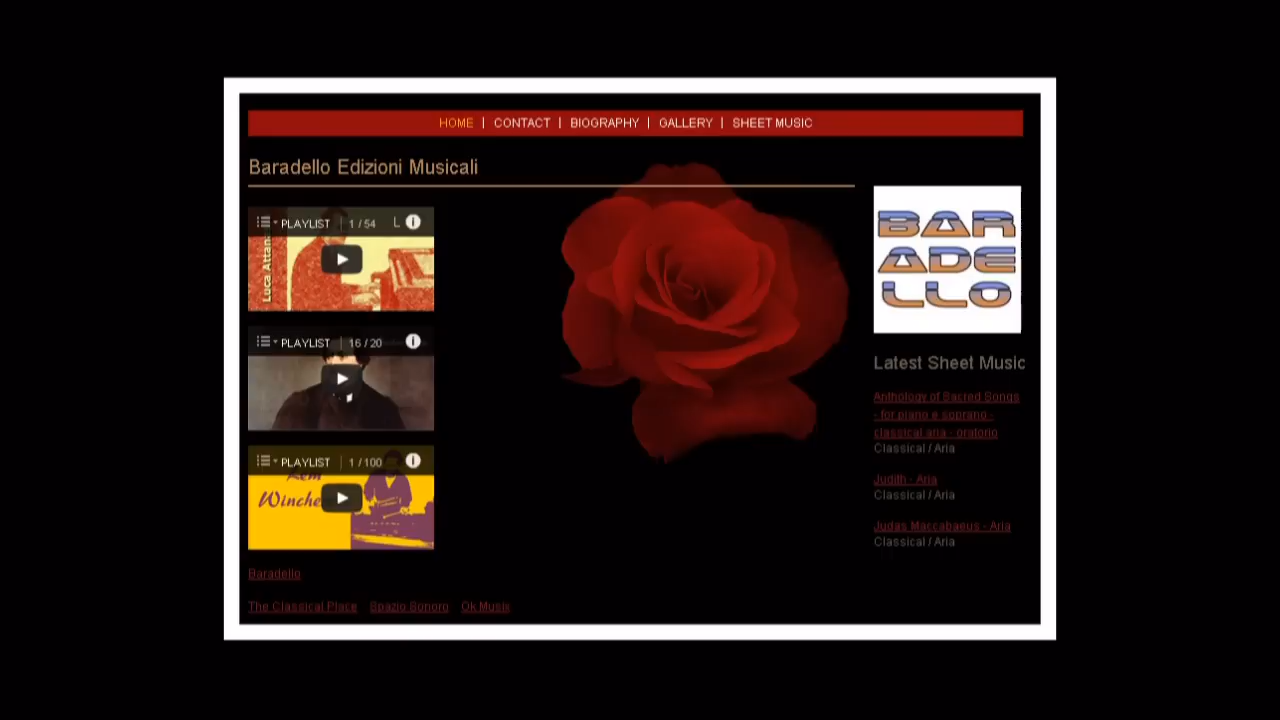 HOME | CONTACT | BIOGRAPHY | GALLERY | SHEET MUSIC
Baradello Edizioni Musicali
PLAYLIST | 1 / 54 L i
Luca Attan
PLAYLIST | 16 / 20 i
PLAYLIST | 1 / 100 i
Winche
Baradello
The Classical Place Spazio Sonoro Ok Music
BAR
ADE
LLO
Latest Sheet Music
Anthology of Sacred Songs
- for piano e soprano -
classical aria - oratorio
Classical / Aria
Judith - Aria
Classical / Aria
Judas Maccabaeus - Aria
Classical / Aria